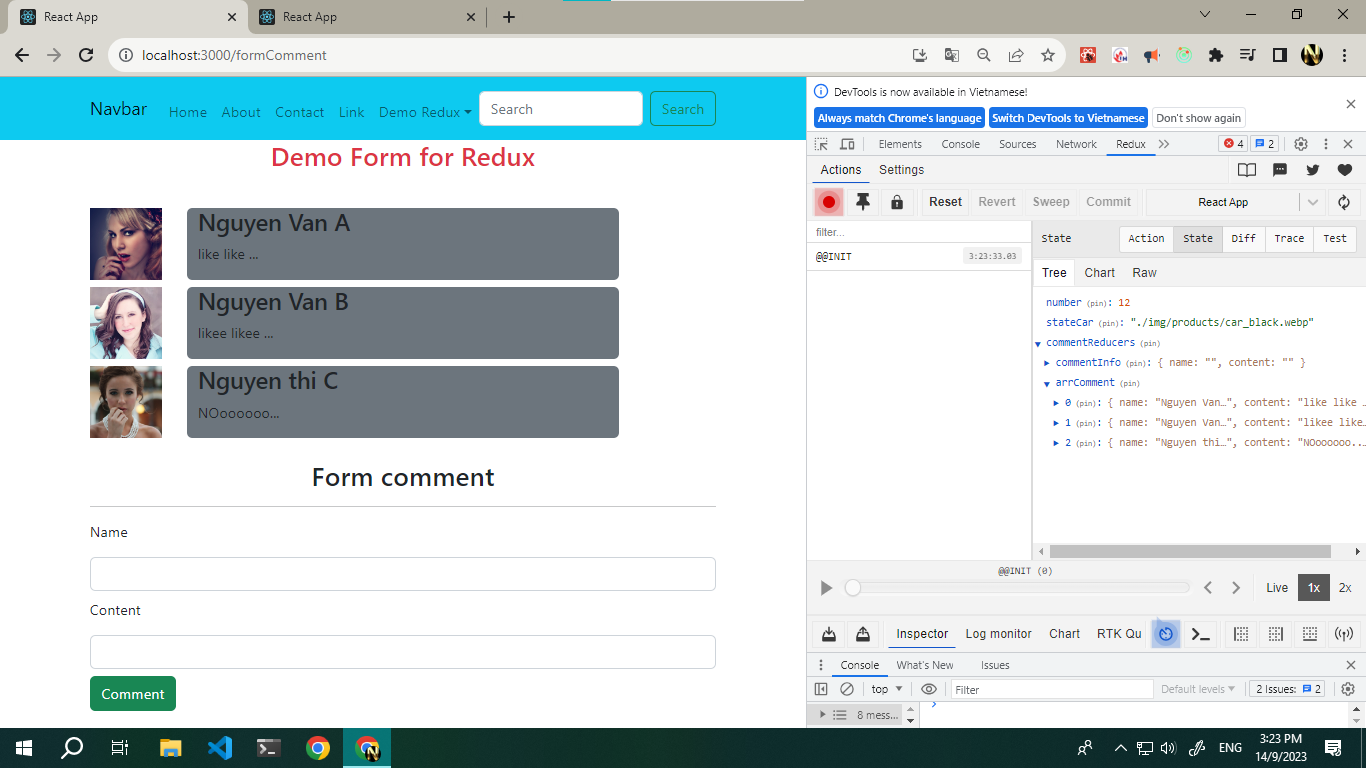 React App
React App
localhost:3000/formComment
Navbar Home About Contact Link Demo Redux Search Search
Demo Form for Redux
Nguyen Van A
like like ...
Nguyen Van B
likee likee ...
Nguyen thi C
NOoooooo...
Form comment
Name
Content
Comment
DevTools is now available in Vietnamese!
Always match Chrome's language Switch DevTools to Vietnamese Don't show again
Elements Console Sources Network Redux 4 2
Actions Settings
Reset Revert Sweep Commit React App
filter...
@@INIT 3:23:33.03
State Action State Diff Trace Test
Tree Chart Raw
number (pin): 12
stateCar (pin): "./img/products/car_black.webp"
commentReducers (pin)
commentInfo (pin): { name: "", content: "" }
arrComment (pin)
0 (pin): { name: "Nguyen Van…", content: "like like …
1 (pin): { name: "Nguyen Van…", content: "likee like…
2 (pin): { name: "Nguyen thi…", content: "NOoooooo...
@@INIT (0)
Live 1x 2x
Inspector Log monitor Chart RTK Qu
Console What's New Issues
top Filter Default levels 2 Issues: 2
8 mess...
ENG
3:23 PM
14/9/2023